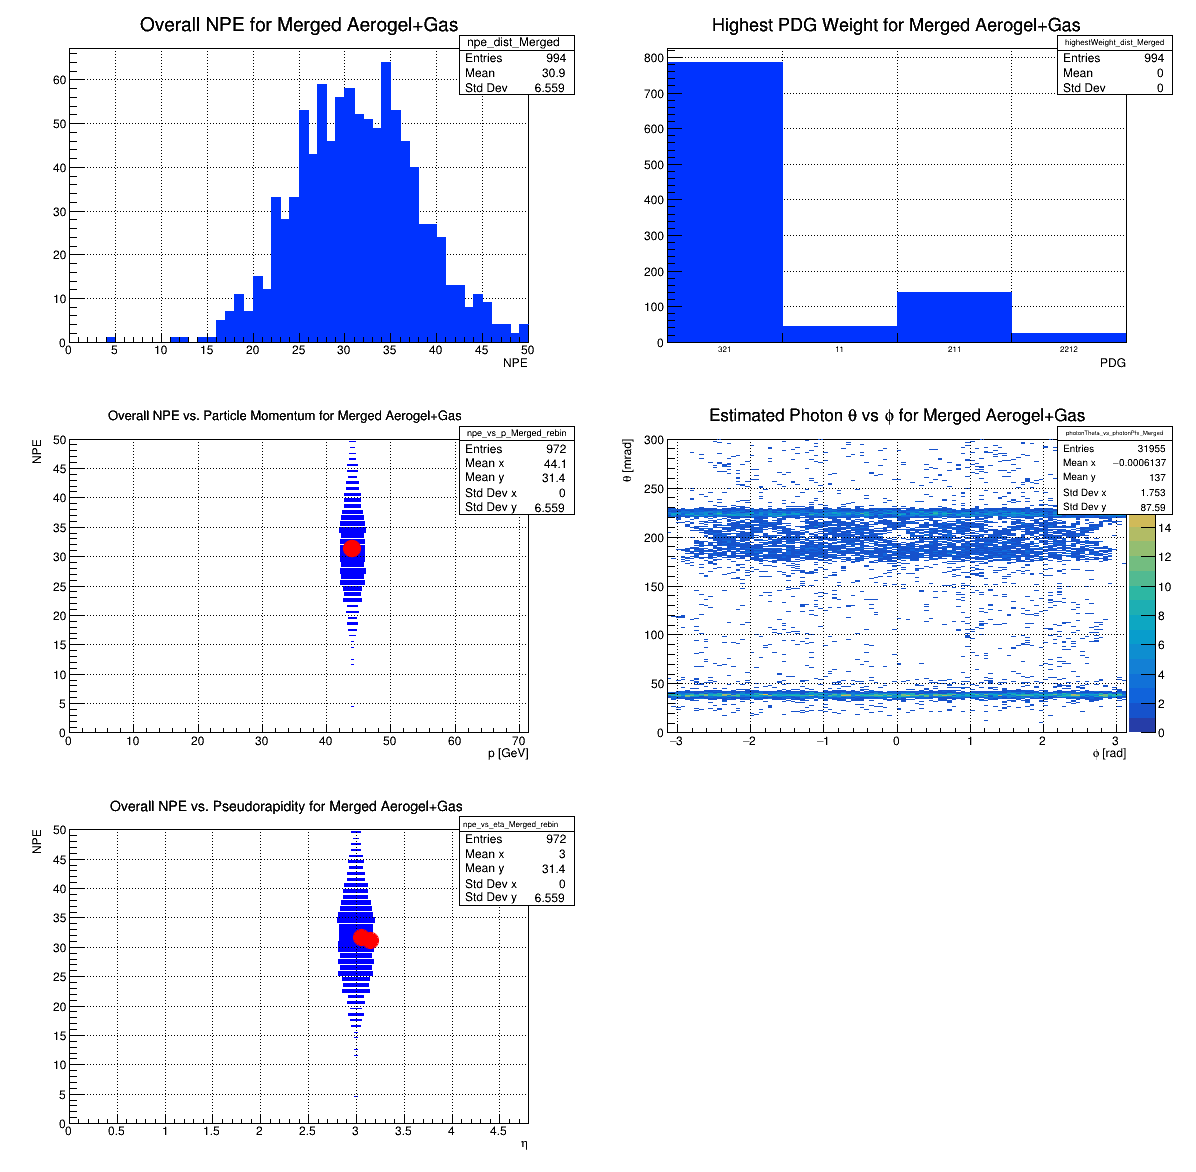 Overall NPE for Merged Aerogel+Gas
npe_dist_Merged
Entries 994
Mean 30.9
Std Dev 6.559
60
50
40
30
20
10
0
0 5 10 15 20 25 30 35 40 45 50
NPE
Highest PDG Weight for Merged Aerogel+Gas
highestWeight_dist_Merged
Entries 994
Mean 0
Std Dev 0
800
700
600
500
400
300
200
100
0
321 11 211 2212
PDG
Overall NPE vs. Particle Momentum for Merged Aerogel+Gas
npe_vs_p_Merged_rebin
Entries 972
Mean x 44.1
Mean y 31.4
Std Dev x 0
Std Dev y 6.559
NPE
50
45
40
35
30
25
20
15
10
5
0
0 10 20 30 40 50 60 70
p [GeV]
Estimated Photon θ vs ϕ for Merged Aerogel+Gas
photonTheta_vs_photonPhi_Merged
Entries 31955
Mean x −0.0006137
Mean y 137
Std Dev x 1.753
Std Dev y 87.59
θ [mrad]
300
250
200
150
100
50
0
−3 −2 −1 0 1 2 3
ϕ [rad]
14
12
10
8
6
4
2
0
Overall NPE vs. Pseudorapidity for Merged Aerogel+Gas
npe_vs_eta_Merged_rebin
Entries 972
Mean x 3
Mean y 31.4
Std Dev x 0
Std Dev y 6.559
NPE
50
45
40
35
30
25
20
15
10
5
0
0 0.5 1 1.5 2 2.5 3 3.5 4 4.5
η